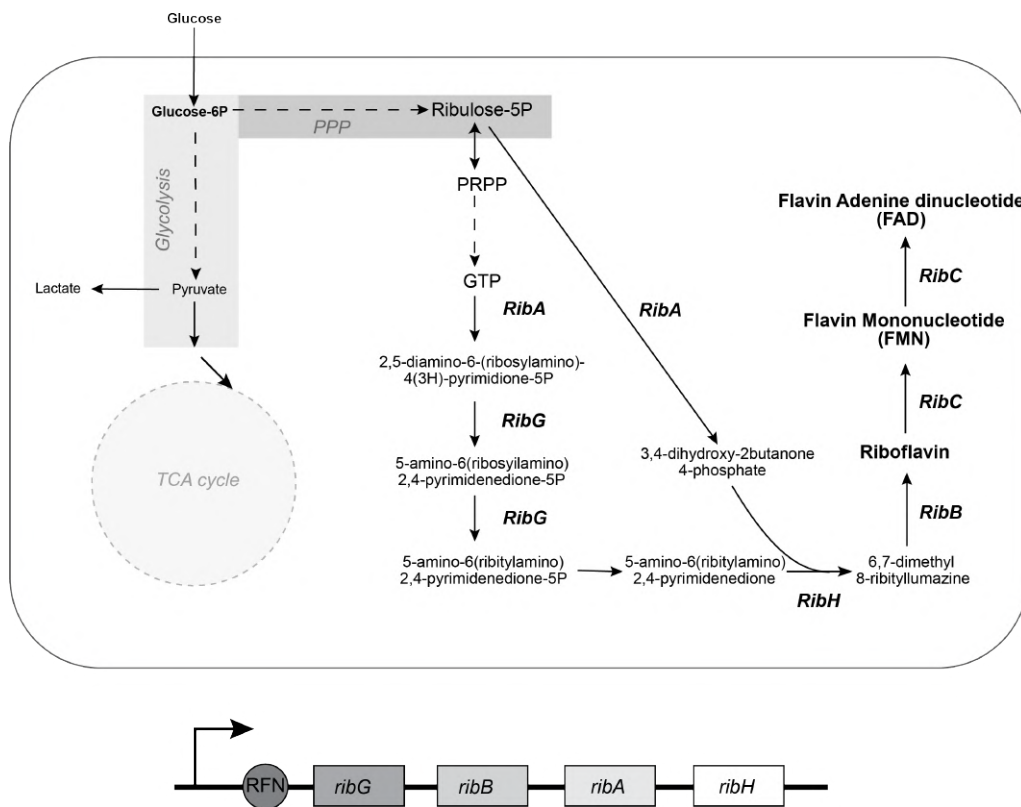 Glucose
Glucose-6P
Ribulose-5P
PPP
Glycolysis
PRPP
GTP
Lactate
Pyruvate
TCA cycle
RibA
RibA
2,5-diamino-6-(ribosylamino)-
4(3H)-pyrimidione-5P
RibG
5-amino-6(ribosyilamino)
2,4-pyrimidenedione-5P
RibG
5-amino-6(ribitylamino)
2,4-pyrimidenedione-5P
5-amino-6(ribitylamino)
2,4-pyrimidenedione
3,4-dihydroxy-2butanone
4-phosphate
RibH
6,7-dimethyl
8-ribityllumazine
RibB
Riboflavin
RibC
Flavin Mononucleotide
(FMN)
RibC
Flavin Adenine dinucleotide
(FAD)
RFN
ribG
ribB
ribA
ribH